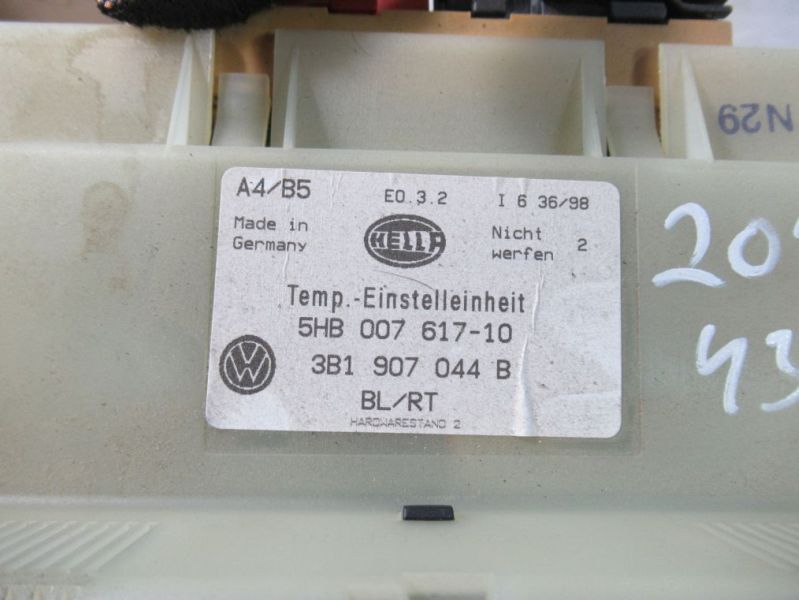 N29
A4/B5 E0.3.2 I 6 36/98
Made in Germany HELLA Nicht werfen 2
Temp.-Einstelleinheit
5HB 007 617-10
VW 3B1 907 044 B
BL/RT
HARDWARESTAND 2